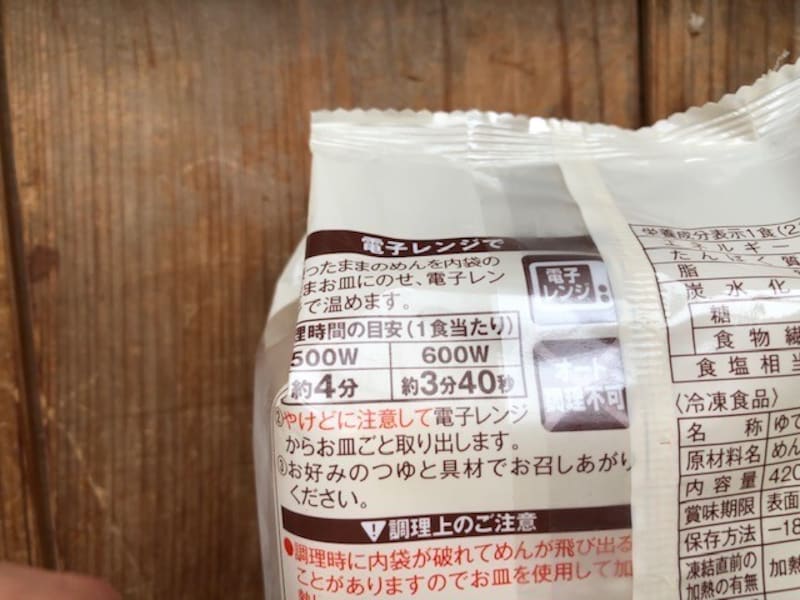 電子レンジで
ったままのめんを内袋の
まお皿にのせ、電子レン
で温めます。
理時間の目安(1食当たり)
500W 600W
約4分 約3分40秒
②やけどに注意して電子レンジ
からお皿ごと取り出します。
③お好みのつゆと具材でお召しあがり
ください。
調理上のご注意
●調理時に内袋が破れてめんが飛び出る
ことがありますのでお皿を使用して加
電子
レンジ
オート
調理不可
栄養成分表示1食(2
エネルギー
たんぱく質
脂
炭水化
糖
食物繊
食塩相当
〈冷凍食品〉
名称 ゆで
原材料名 めん
内容量 420
賞味期限 表面
保存方法 −18
凍結直前の
加熱の有無 加熱